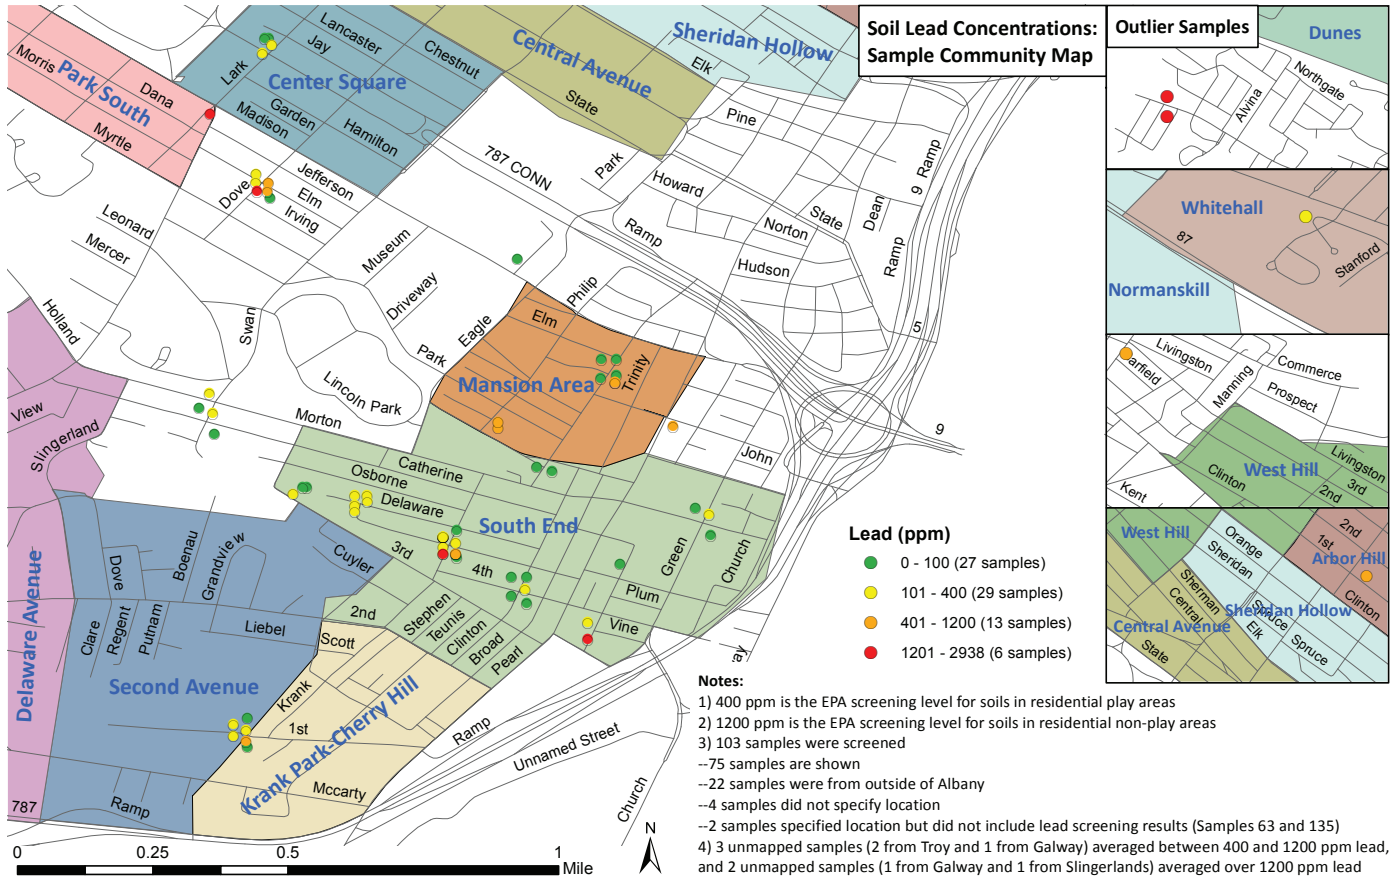 Soil Lead Concentrations:
Sample Community Map
Outlier Samples
Dunes
Northgate
Alvina
Whitehall
87
Stanford
Normanskill
Livingston
Commerce
arfield
Manning
Prospect
West Hill
Livingston
3rd
2nd
Clinton
Kent
West Hill
Orange
Sheridan
2nd
1st
Arbor Hill
Clinton
Sherman
Central
Sheridan Hollow
Spruce
Elk
Spruce
Central Avenue
State
Morris
Park South
Dana
Myrtle
Lancaster
Jay
Lark
Chestnut
Center Square
Garden
Madison
Hamilton
Central Avenue
State
Sheridan Hollow
Elk
Pine
9 Ramp
787 CONN
Park
Howard
State
Dean
Norton
Ramp
Ramp
Hudson
Jefferson
Elm
Irving
Dove
Leonard
Mercer
Museum
Driveway
Philip
Holland
Swan
Eagle
Park
Elm
Mansion Area
Trinity
5
9
Lincoln Park
Morton
John
View
Slingerland
Catherine
Osborne
Delaware
South End
3rd
4th
Green
Church
Cuyler
Dove
Boenau
Grandview
Clare
Regent
Putnam
Liebel
2nd
Stephen
Teunis
Clinton
Broad
Pearl
Plum
Vine
ay
Scott
Delaware Avenue
Second Avenue
Krank
1st
Krank Park-Cherry Hill
Mccarty
Ramp
Ramp
Unnamed Street
Church
787
Lead (ppm)
0 - 100 (27 samples)
101 - 400 (29 samples)
401 - 1200 (13 samples)
1201 - 2938 (6 samples)
Notes:
1) 400 ppm is the EPA screening level for soils in residential play areas
2) 1200 ppm is the EPA screening level for soils in residential non-play areas
3) 103 samples were screened
--75 samples are shown
--22 samples were from outside of Albany
--4 samples did not specify location
--2 samples specified location but did not include lead screening results (Samples 63 and 135)
4) 3 unmapped samples (2 from Troy and 1 from Galway) averaged between 400 and 1200 ppm lead,
and 2 unmapped samples (1 from Galway and 1 from Slingerlands) averaged over 1200 ppm lead
N
0 0.25 0.5 1
Mile